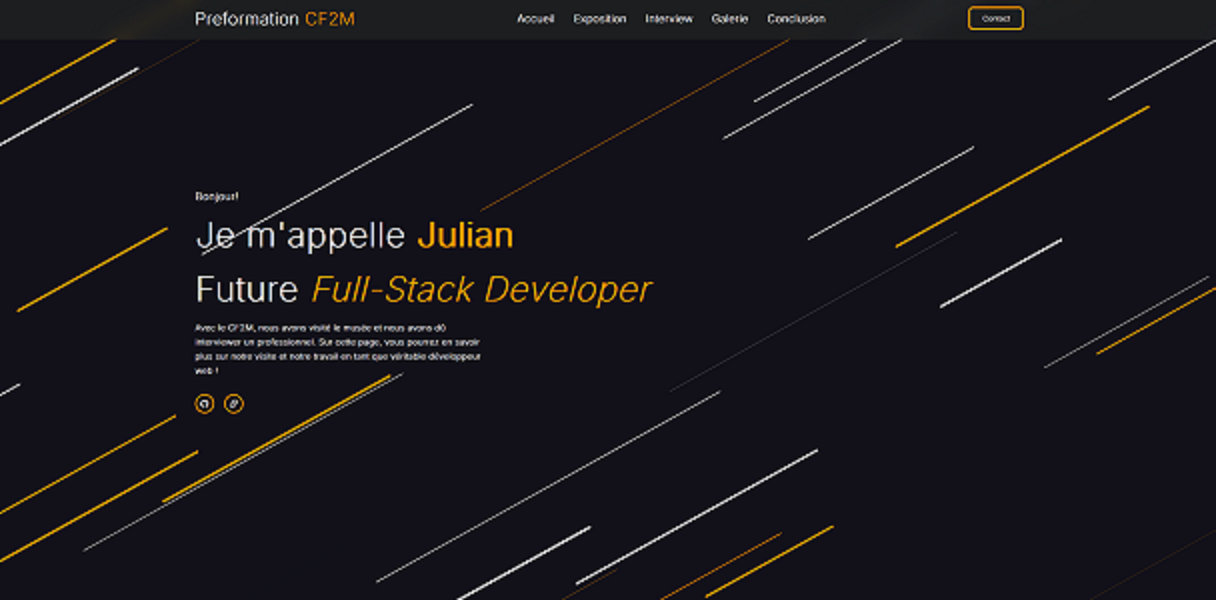 Preformation CF2M
Accueil Exposition Interview Galerie Conclusion
Contact
Bonjour!
Je m'appelle Julian
Future Full-Stack Developer
Avec le CF2M, nous avons visité le musée et nous avons dû
interviewer un professionnel. Sur cette page, vous pourrez en savoir
plus sur notre visite et notre travail en tant que véritable développeur
web !